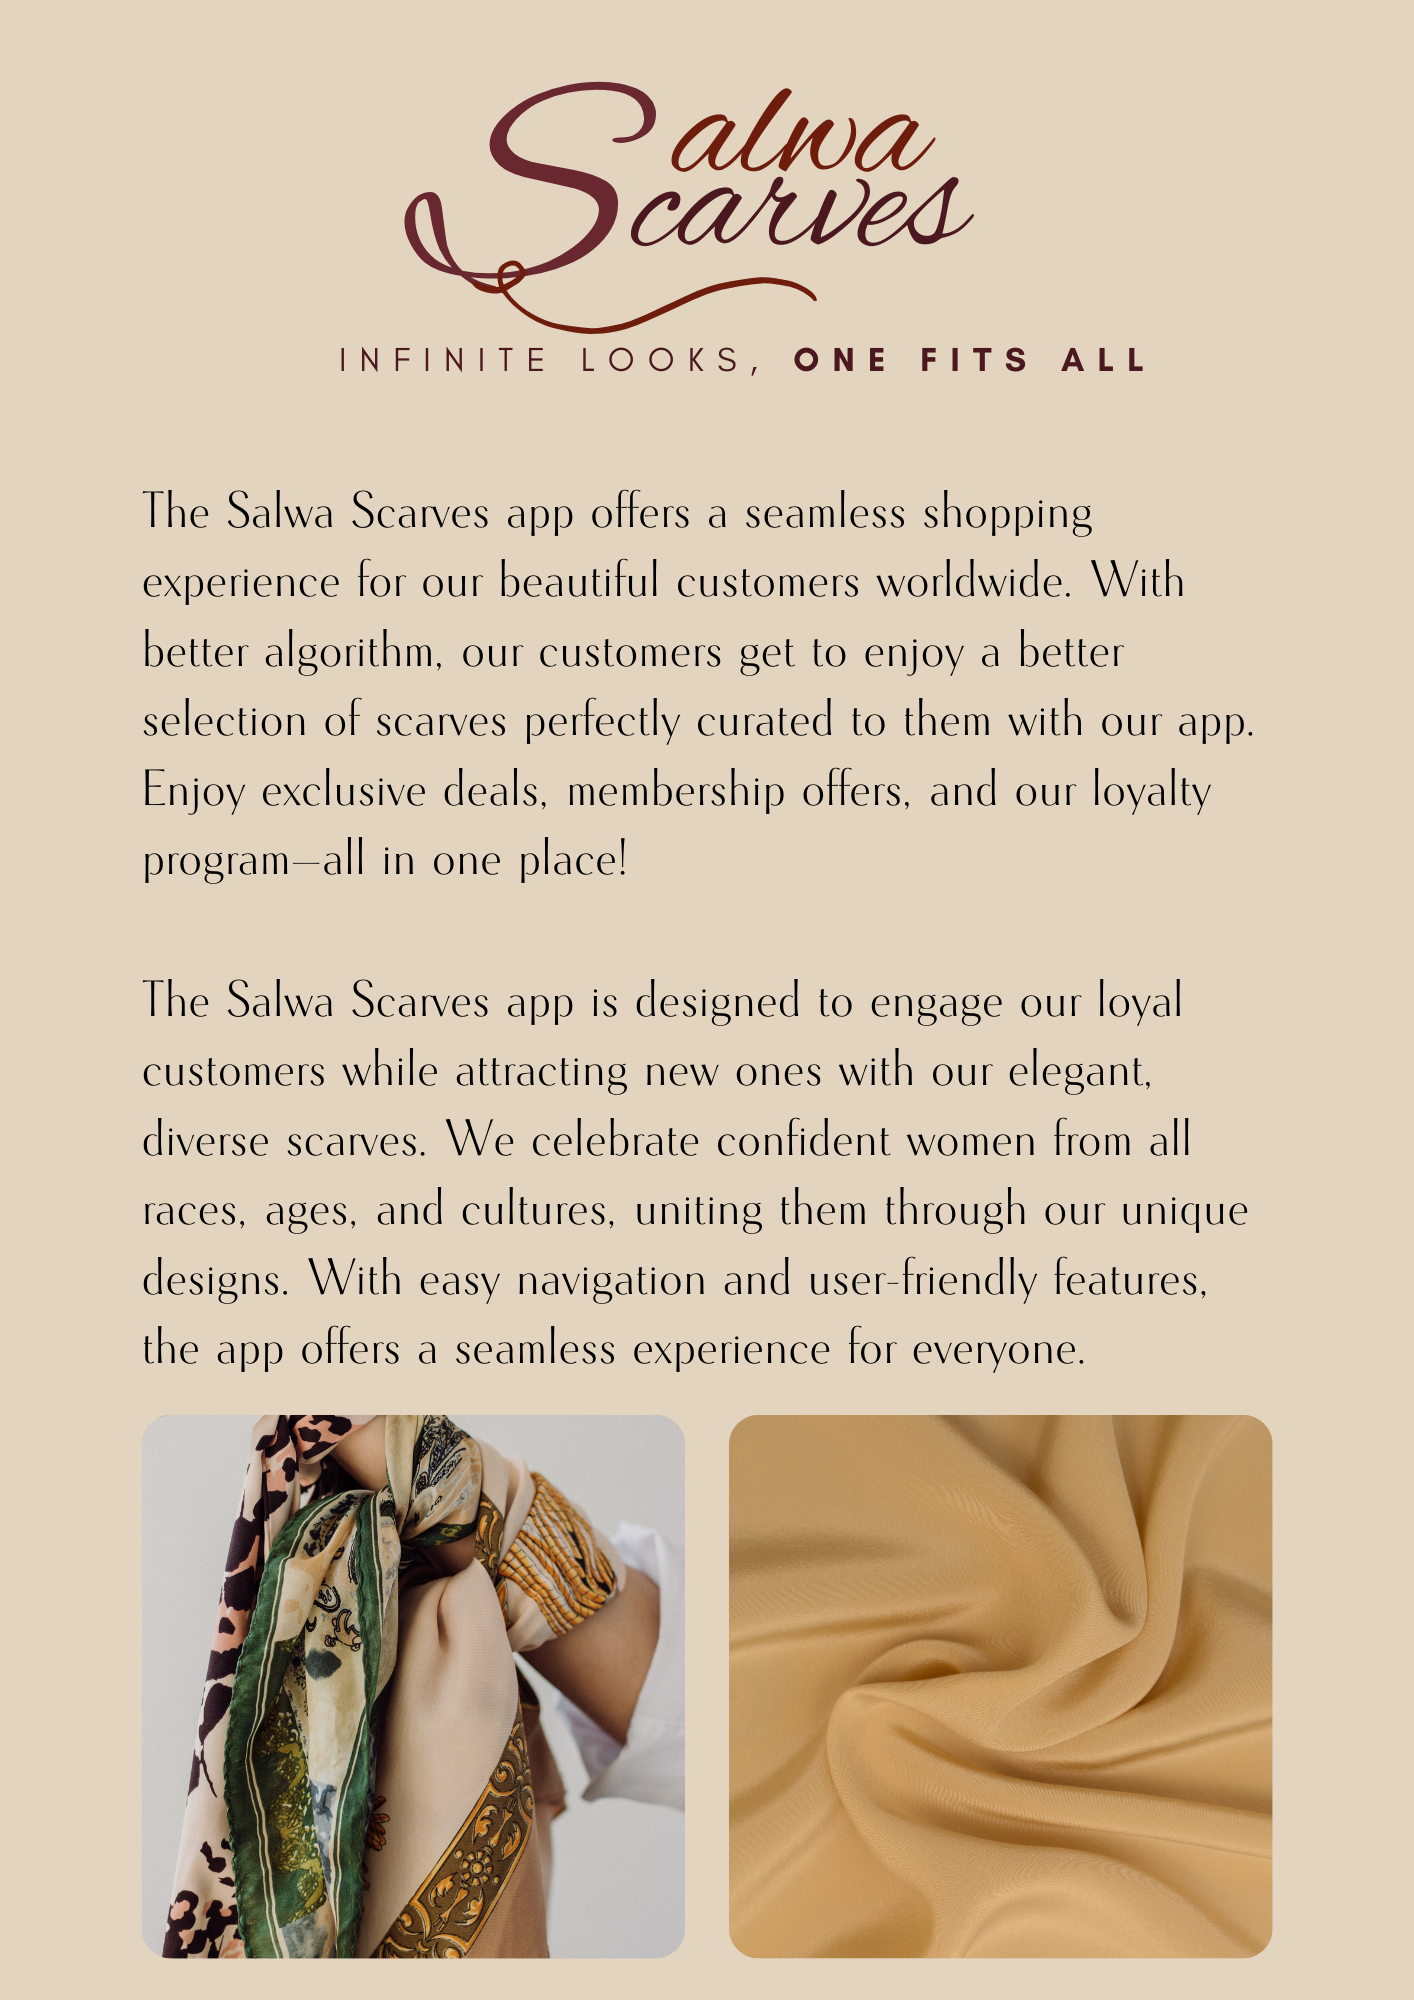 Salwa
Scarves
INFINITE LOOKS, ONE FITS ALL
The Salwa Scarves app offers a seamless shopping
experience for our beautiful customers worldwide. With
better algorithm, our customers get to enjoy a better
selection of scarves perfectly curated to them with our app.
Enjoy exclusive deals, membership offers, and our loyalty
program—all in one place!
The Salwa Scarves app is designed to engage our loyal
customers while attracting new ones with our elegant,
diverse scarves. We celebrate confident women from all
races, ages, and cultures, uniting them through our unique
designs. With easy navigation and user-friendly features,
the app offers a seamless experience for everyone.